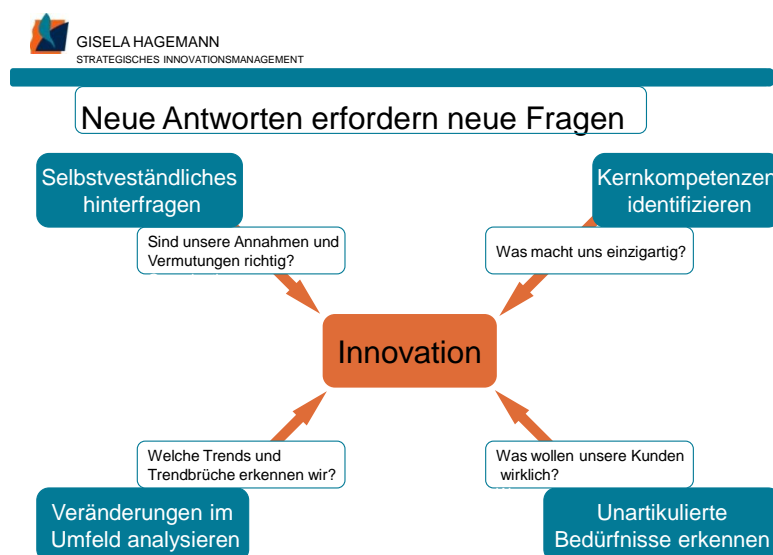 GISELA HAGEMANN
STRATEGISCHES INNOVATIONSMANAGEMENT
Neue Antworten erfordern neue Fragen
Selbstveständliches
hinterfragen
Kernkompetenzen
identifizieren
Sind unsere Annahmen und
Vermutungen richtig?
Was macht uns einzigartig?
Innovation
Welche Trends und
Trendbrüche erkennen wir?
Was wollen unsere Kunden
wirklich?
Veränderungen im
Umfeld analysieren
Unartikulierte
Bedürfnisse erkennen